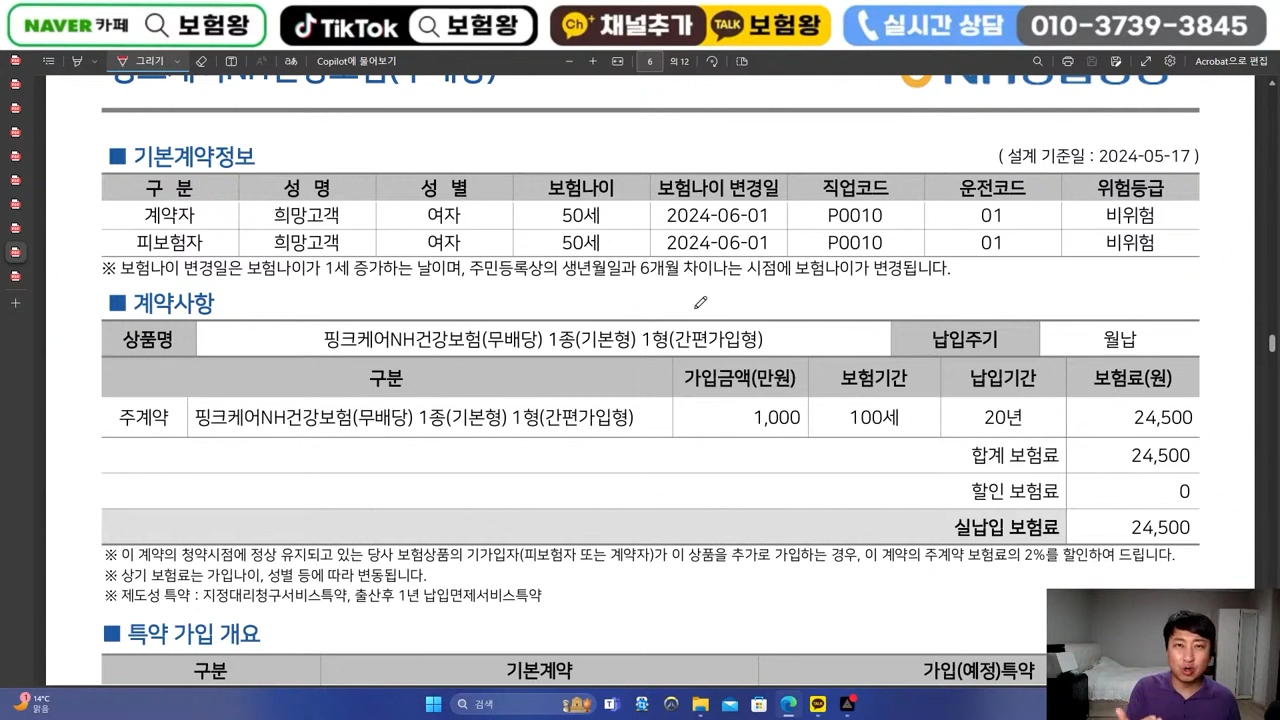 NAVER 카페 보험왕 TikTok 보험왕 Ch+ 채널추가 TALK 보험왕 실시간 상담 010-3739-3845
그리기 Copilot에 물어보기 6 의 12 Acrobat으로 편집
■ 기본계약정보 ( 설계 기준일 : 2024-05-17 )
구 분 성 명 성 별 보험나이 보험나이 변경일 직업코드 운전코드 위험등급
계약자 희망고객 여자 50세 2024-06-01 P0010 01 비위험
피보험자 희망고객 여자 50세 2024-06-01 P0010 01 비위험
※ 보험나이 변경일은 보험나이가 1세 증가하는 날이며, 주민등록상의 생년월일과 6개월 차이나는 시점에 보험나이가 변경됩니다.
■ 계약사항
상품명 핑크케어NH건강보험(무배당) 1종(기본형) 1형(간편가입형) 납입주기 월납
구분 가입금액(만원) 보험기간 납입기간 보험료(원)
주계약 핑크케어NH건강보험(무배당) 1종(기본형) 1형(간편가입형) 1,000 100세 20년 24,500
합계 보험료 24,500
할인 보험료 0
실납입 보험료 24,500
※ 이 계약의 청약시점에 정상 유지되고 있는 당사 보험상품의 기가입자(피보험자 또는 계약자)가 이 상품을 추가로 가입하는 경우, 이 계약의 주계약 보험료의 2%를 할인하여 드립니다.
※ 상기 보험료는 가입나이, 성별 등에 따라 변동됩니다.
※ 제도성 특약 : 지정대리청구서비스특약, 출산후 1년 납입면제서비스특약
■ 특약 가입 개요
구분 기본계약 가입(예정)특약
14°C
맑음
검색